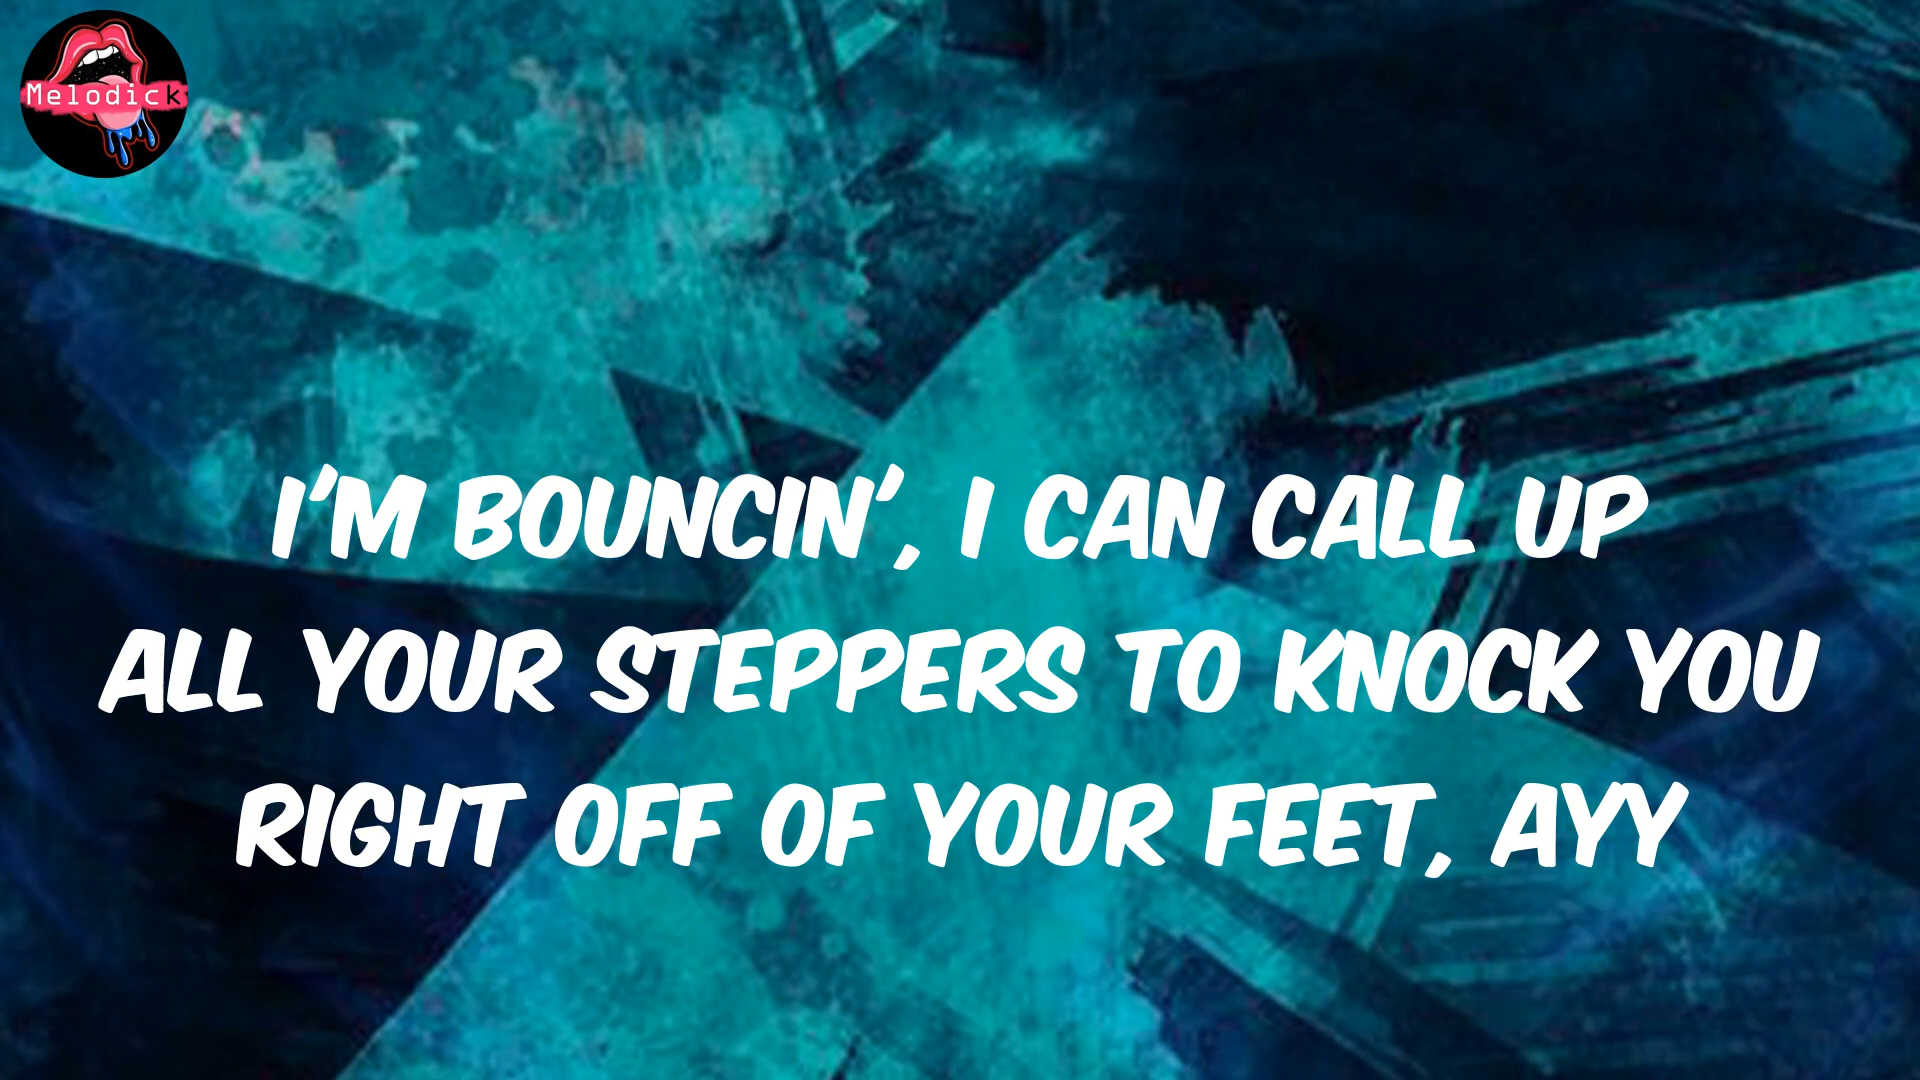 Melodick
I'M BOUNCIN', I CAN CALL UP
ALL YOUR STEPPERS TO KNOCK YOU
RIGHT OFF OF YOUR FEET, AYY